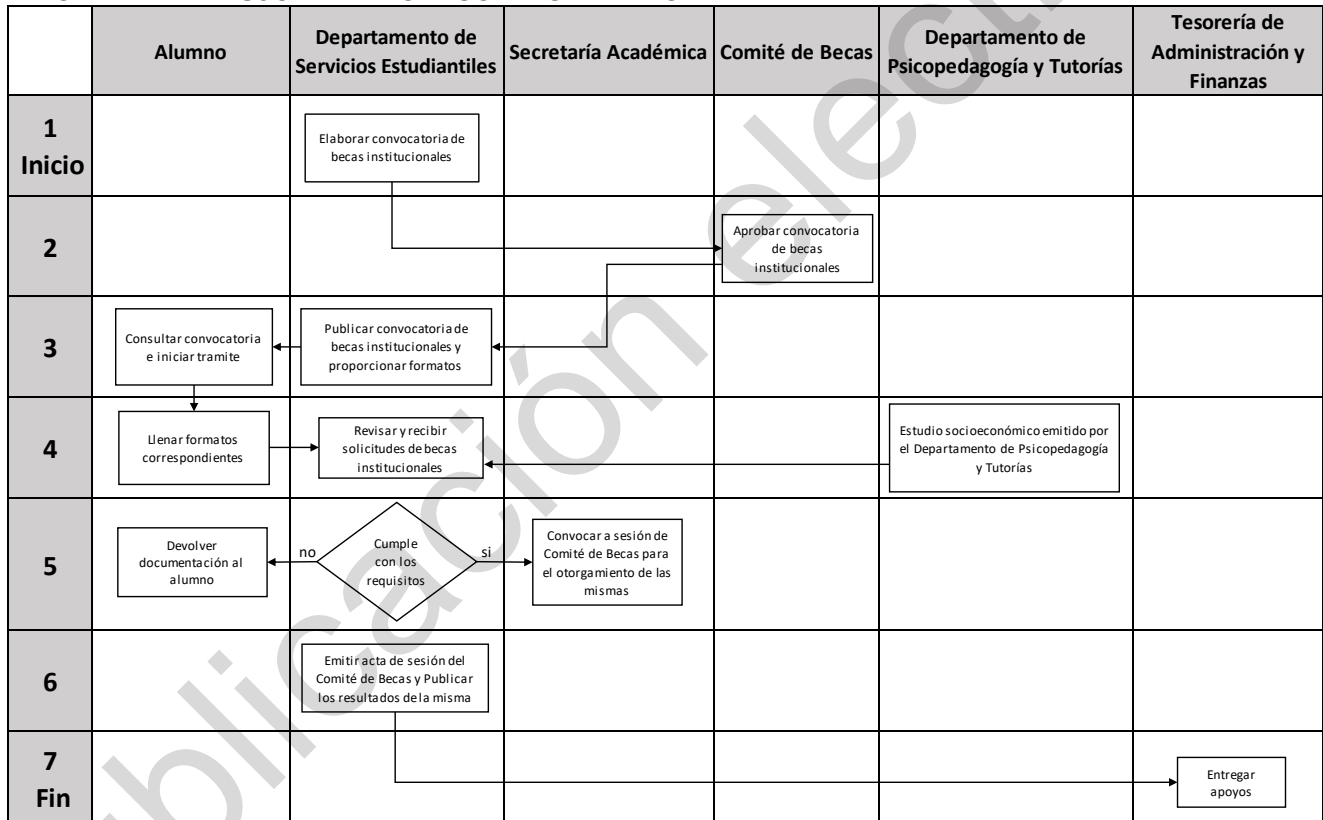 Alumno
Departamento de
Servicios Estudiantiles
Secretaría Académica
Comité de Becas
Departamento de
Psicopedagogía y Tutorías
Tesorería de
Administración y
Finanzas
1
Inicio
Elaborar convocatoria de
becas institucionales
2
Aprobar convocatoria
de becas
institucionales
3
Consultar convocatoria
e iniciar tramite
Publicar convocatoria de
becas institucionales y
proporcionar formatos
4
Llenar formatos
correspondientes
Revisar y recibir
solicitudes de becas
institucionales
Estudio socioeconómico emitido por
el Departamento de Psicopedagogía
y Tutorías
5
Devolver
documentación al
alumno
no
Cumple
con los
requisitos
si
Convocar a sesión de
Comité de Becas para
el otorgamiento de las
mismas
6
Emitir acta de sesión del
Comité de Becas y Publicar
los resultados de la misma
7
Fin
Entregar
apoyos